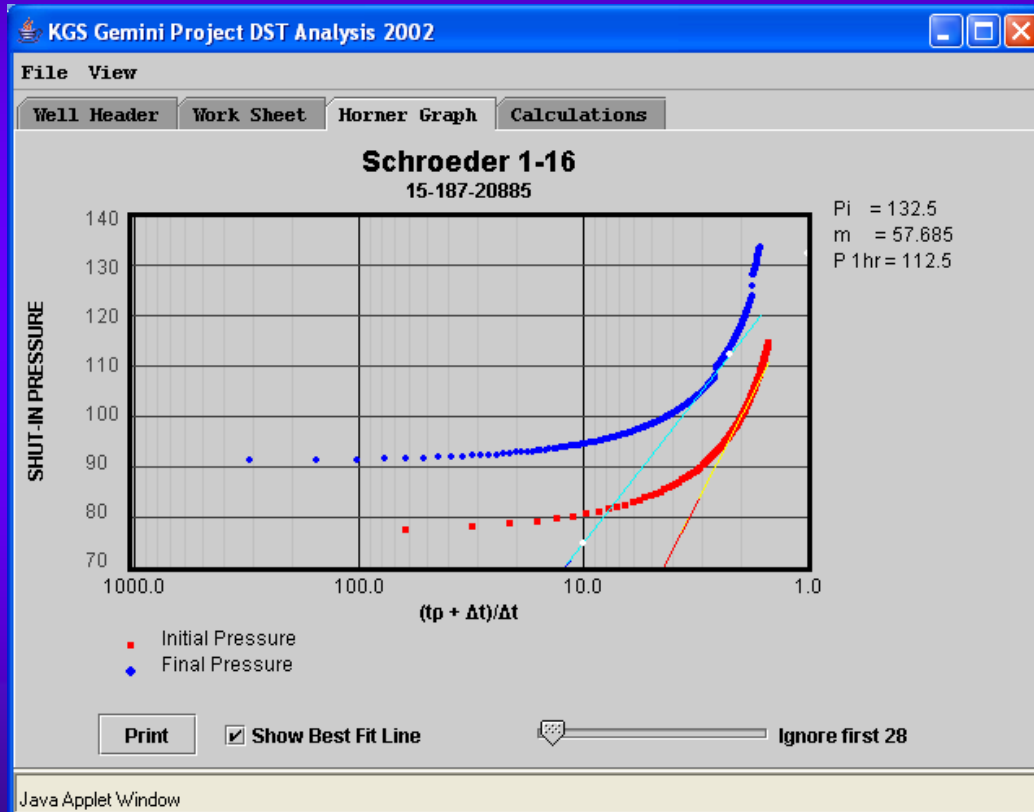 KGS Gemini Project DST Analysis 2002
File View
Well Header Work Sheet Horner Graph Calculations
Schroeder 1-16
15-187-20885
Pi = 132.5
m = 57.685
P 1hr = 112.5
SHUT-IN PRESSURE
140
130
120
110
100
90
80
70
1000.0 100.0 10.0 1.0
(tp + Δt)/Δt
Initial Pressure
Final Pressure
Print Show Best Fit Line Ignore first 28
Java Applet Window